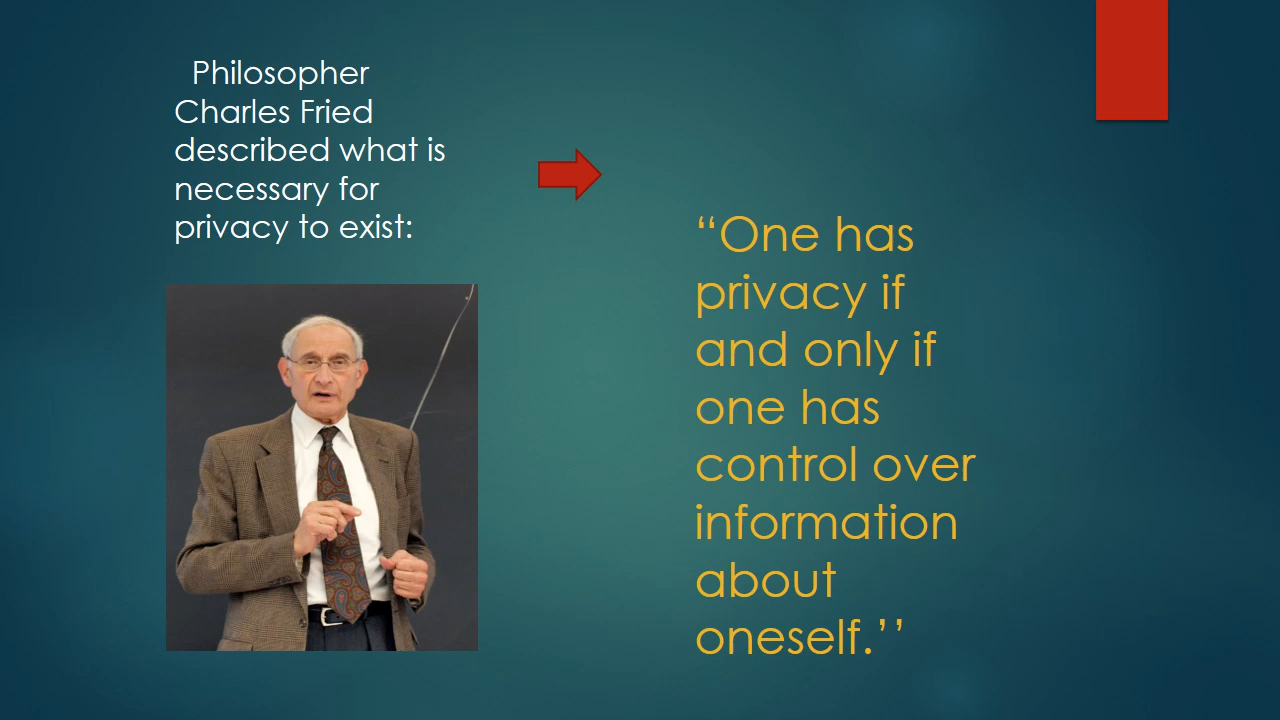 Philosopher
Charles Fried
described what is
necessary for
privacy to exist:
“One has
privacy if
and only if
one has
control over
information
about
oneself.’’